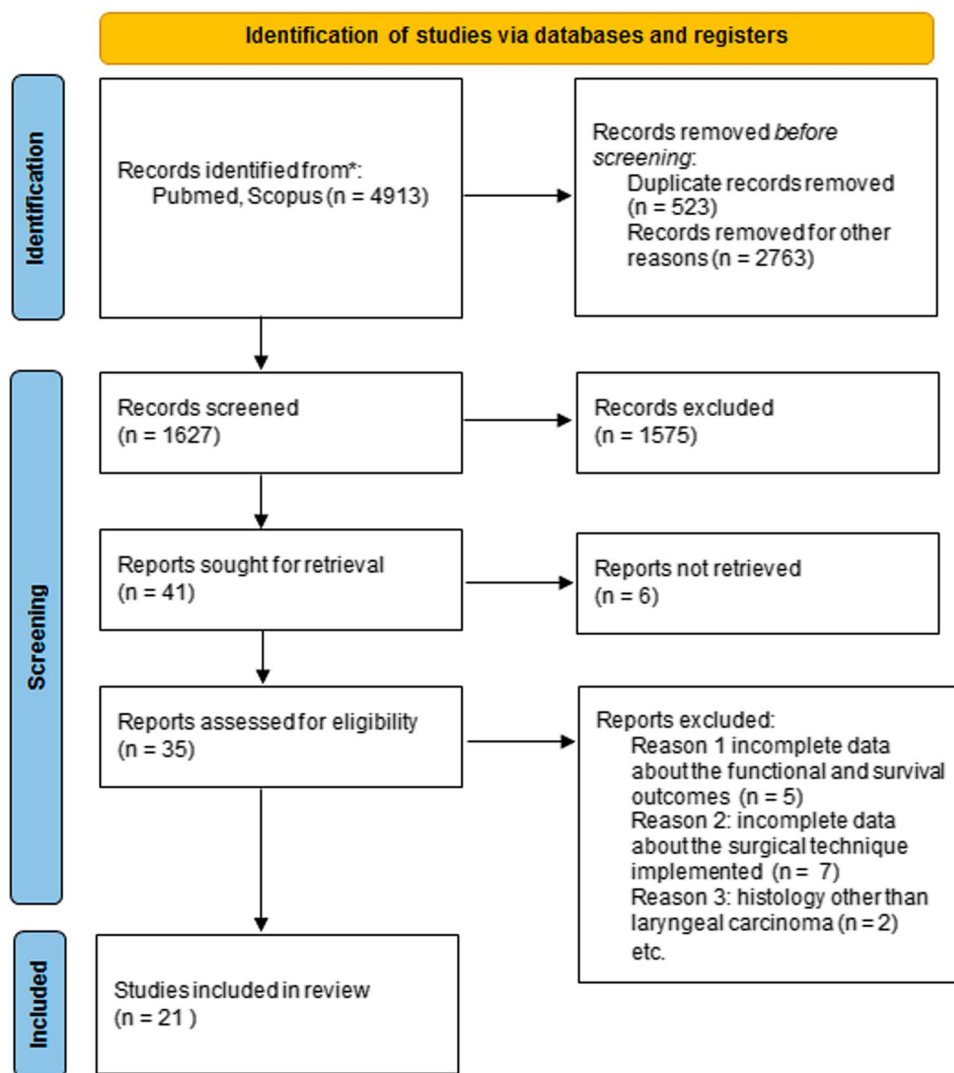 Identification of studies via databases and registers
Identification
Records identified from*:
Pubmed, Scopus (n = 4913)
Records removed before
screening:
Duplicate records removed
(n = 523)
Records removed for other
reasons (n = 2763)
Screening
Records screened
(n = 1627)
Records excluded
(n = 1575)
Reports sought for retrieval
(n = 41)
Reports not retrieved
(n = 6)
Reports assessed for eligibility
(n = 35)
Reports excluded:
Reason 1 incomplete data
about the functional and survival
outcomes (n = 5)
Reason 2: incomplete data
about the surgical technique
implemented (n = 7)
Reason 3: histology other than
laryngeal carcinoma (n = 2)
etc.
Included
Studies included in review
(n = 21 )